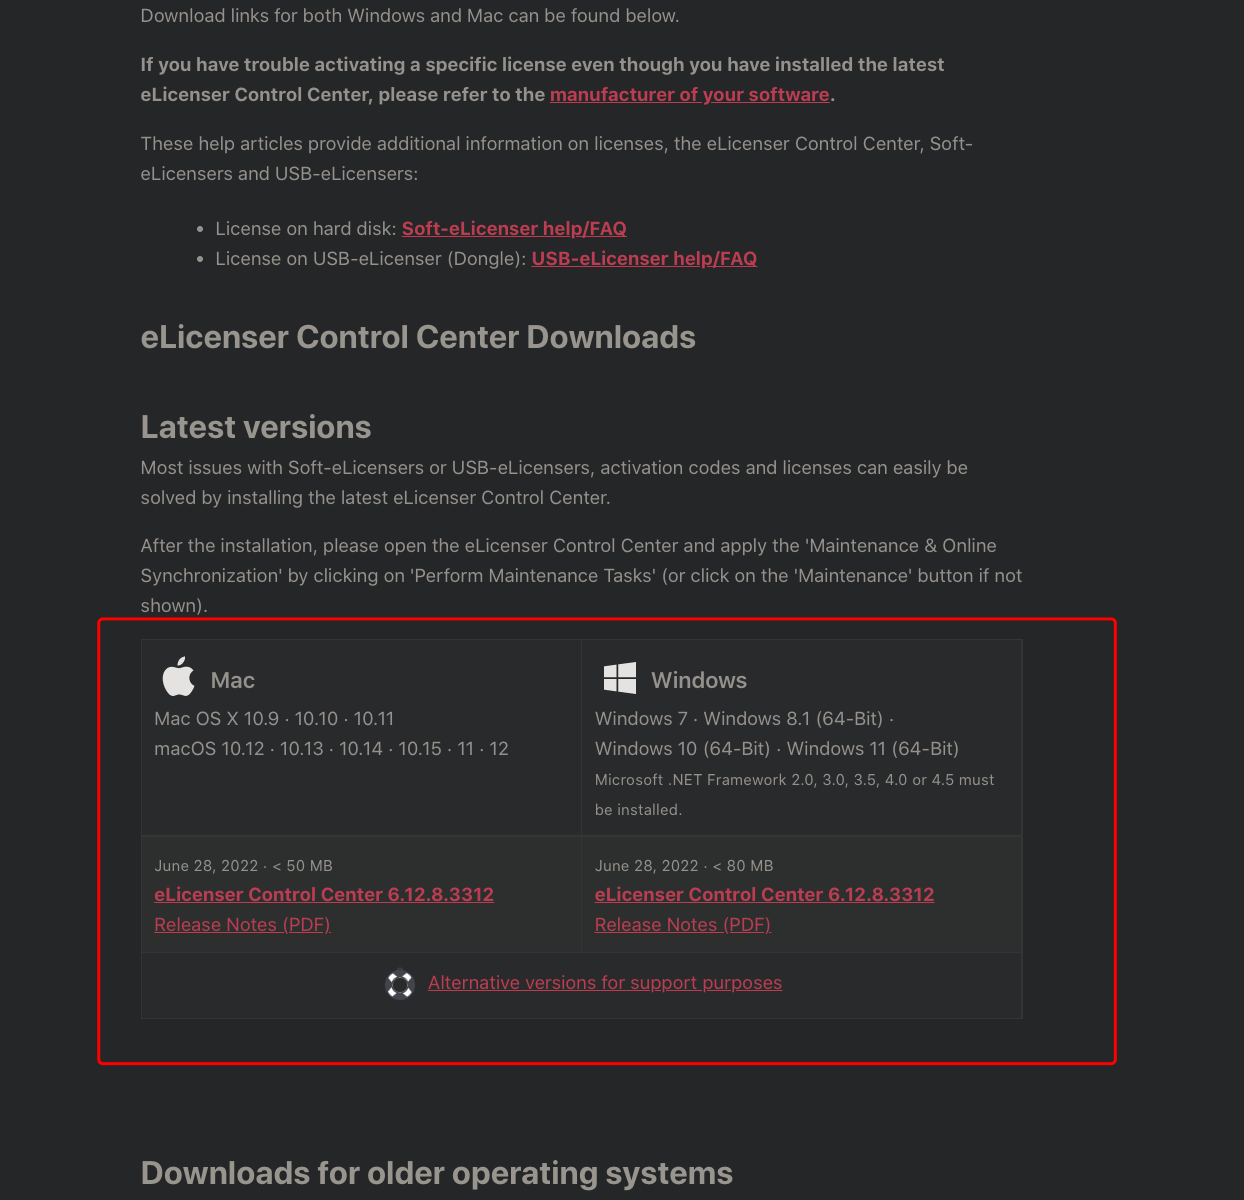 Download links for both Windows and Mac can be found below.
If you have trouble activating a specific license even though you have installed the latest
eLicenser Control Center, please refer to the manufacturer of your software.
These help articles provide additional information on licenses, the eLicenser Control Center, Soft-
eLicensers and USB-eLicensers:
• License on hard disk: Soft-eLicenser help/FAQ
• License on USB-eLicenser (Dongle): USB-eLicenser help/FAQ
eLicenser Control Center Downloads
Latest versions
Most issues with Soft-eLicensers or USB-eLicensers, activation codes and licenses can easily be
solved by installing the latest eLicenser Control Center.
After the installation, please open the eLicenser Control Center and apply the 'Maintenance & Online
Synchronization' by clicking on 'Perform Maintenance Tasks' (or click on the 'Maintenance' button if not
shown).
Mac
Mac OS X 10.9 · 10.10 · 10.11
macOS 10.12 · 10.13 · 10.14 · 10.15 · 11 · 12
Windows
Windows 7 · Windows 8.1 (64-Bit) ·
Windows 10 (64-Bit) · Windows 11 (64-Bit)
Microsoft .NET Framework 2.0, 3.0, 3.5, 4.0 or 4.5 must
be installed.
June 28, 2022 · < 50 MB
eLicenser Control Center 6.12.8.3312
Release Notes (PDF)
June 28, 2022 · < 80 MB
eLicenser Control Center 6.12.8.3312
Release Notes (PDF)
Alternative versions for support purposes
Downloads for older operating systems